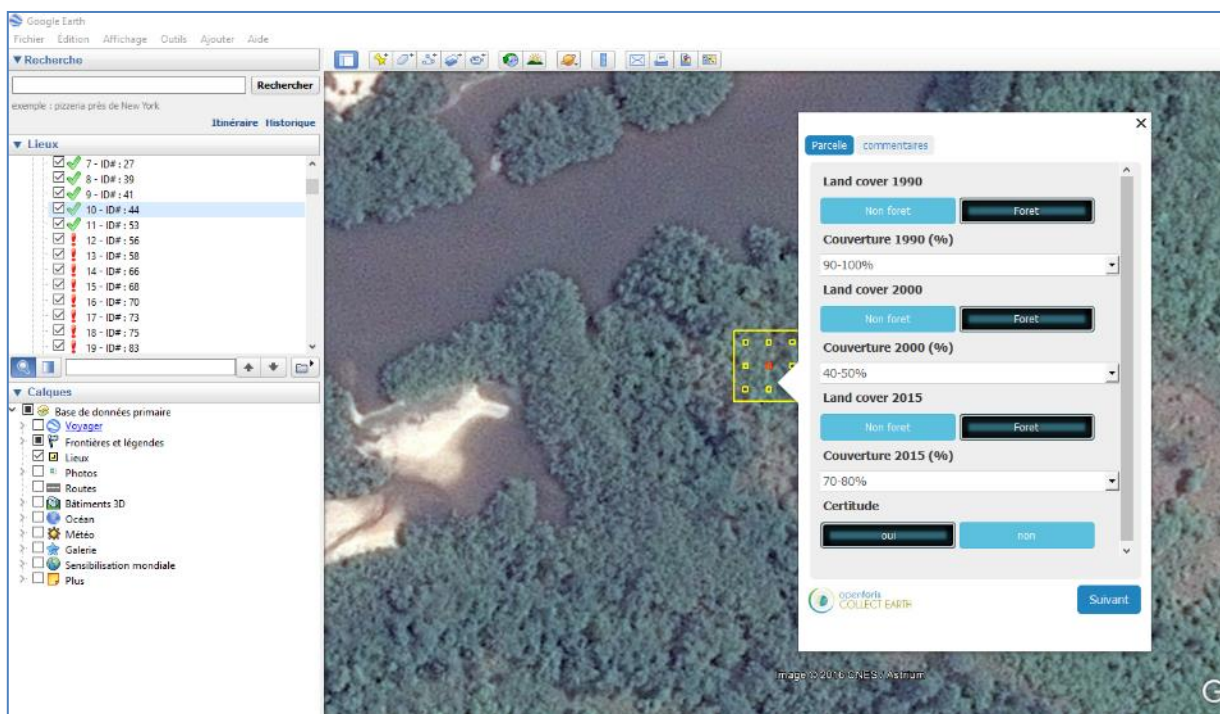 Google Earth
Fichier Edition Affichage Outils Ajouter Aide
Recherche
Rechercher
exemple : pizzeria près de New York
Itinéraire Historique
Lieux
7 - ID# : 27
8 - ID# : 39
9 - ID# : 41
10 - ID# : 44
11 - ID# : 53
12 - ID# : 56
13 - ID# : 58
14 - ID# : 66
15 - ID# : 68
16 - ID# : 70
17 - ID# : 73
18 - ID# : 75
19 - ID# : 83
Calques
Base de données primaire
Voyager
Frontières et légendes
Lieux
Photos
Routes
Bâtiments 3D
Océan
Météo
Galerie
Sensibilisation mondiale
Plus
Parcelle commentaires
Land cover 1990
Non foret Foret
Couverture 1990 (%)
90-100%
Land cover 2000
Non foret Foret
Couverture 2000 (%)
40-50%
Land cover 2015
Non foret Foret
Couverture 2015 (%)
70-80%
Certitude
oui non
openforis
COLLECT EARTH
Suivant
Image © 2016 CNES / Astrium
G